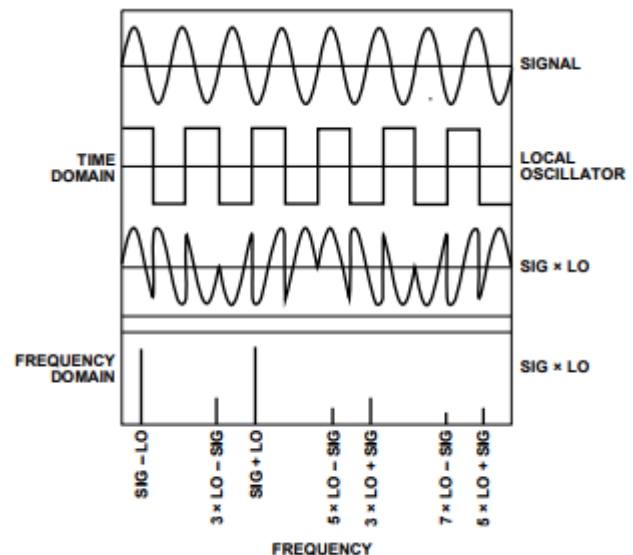 SIGNAL
TIME
DOMAIN
LOCAL
OSCILLATOR
SIG × LO
FREQUENCY
DOMAIN
SIG × LO
SIG – LO
3 × LO – SIG
SIG + LO
5 × LO – SIG
3 × LO + SIG
7 × LO – SIG
5 × LO + SIG
FREQUENCY